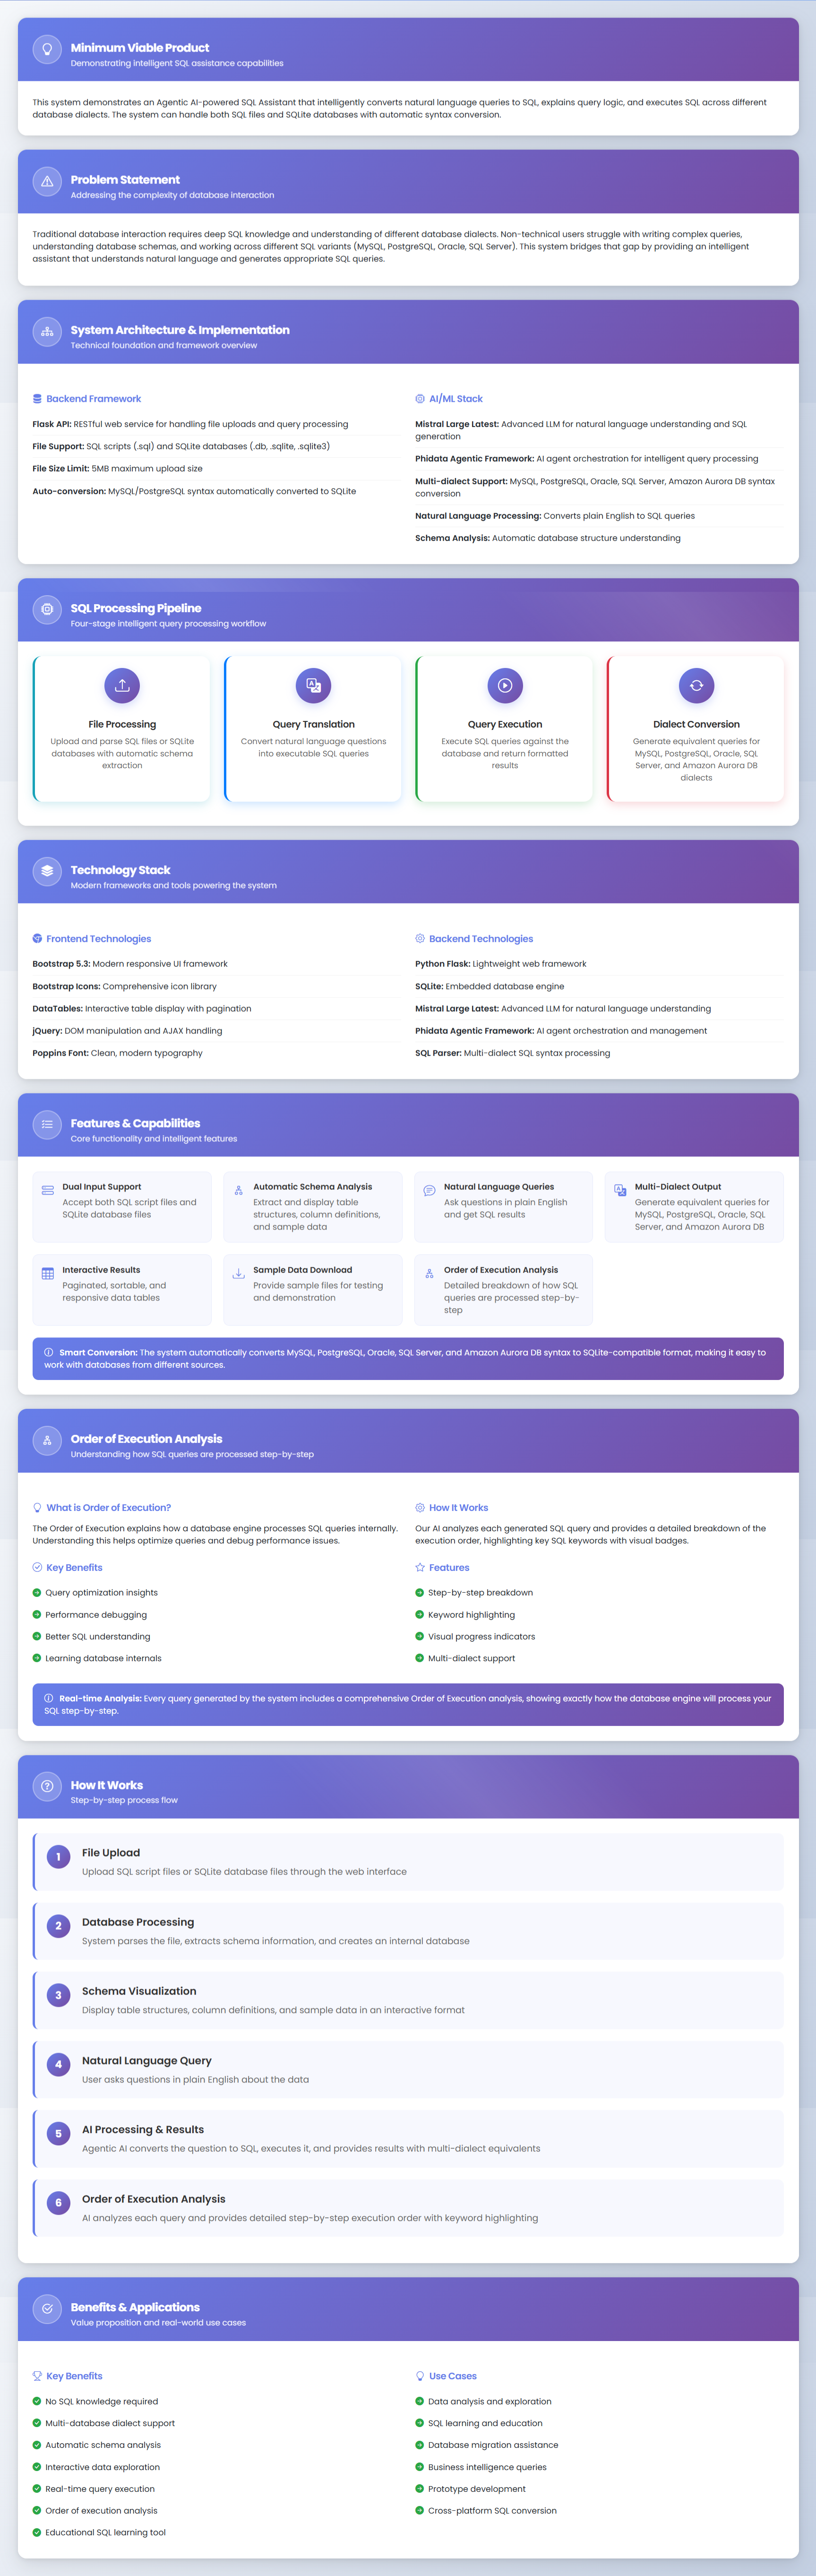 Minimum Viable Product
Demonstrating intelligent SQL assistance capabilities
This system demonstrates an Agentic AI-powered SQL Assistant that intelligently converts natural language queries to SQL, explains query logic, and executes SQL across different
database dialects. The system can handle both SQL files and SQLite databases with automatic syntax conversion.
Problem Statement
Addressing the complexity of database interaction
Traditional database interaction requires deep SQL knowledge and understanding of different database dialects. Non-technical users struggle with writing complex queries,
understanding database schemas, and working across different SQL variants (MySQL, PostgreSQL, Oracle, SQL Server). This system bridges that gap by providing an intelligent
assistant that understands natural language and generates appropriate SQL queries.
System Architecture & Implementation
Technical foundation and framework overview
Backend Framework
Flask API: RESTful web service for handling file uploads and query processing
File Support: SQL scripts (.sql) and SQLite databases (.db, .sqlite, .sqlite3)
File Size Limit: 5MB maximum upload size
Auto-conversion: MySQL/PostgreSQL syntax automatically converted to SQLite
AI/ML Stack
Mistral Large Latest: Advanced LLM for natural language understanding and SQL
generation
Phidata Agentic Framework: AI agent orchestration for intelligent query processing
Multi-dialect Support: MySQL, PostgreSQL, Oracle, SQL Server, Amazon Aurora DB syntax
conversion
Natural Language Processing: Converts plain English to SQL queries
Schema Analysis: Automatic database structure understanding
SQL Processing Pipeline
Four-stage intelligent query processing workflow
File Processing
Upload and parse SQL files or SQLite
databases with automatic schema
extraction
Query Translation
Convert natural language questions
into executable SQL queries
Query Execution
Execute SQL queries against the
database and return formatted
results
Dialect Conversion
Generate equivalent queries for
MySQL, PostgreSQL, Oracle, SQL
Server, and Amazon Aurora DB
dialects
Technology Stack
Modern frameworks and tools powering the system
Frontend Technologies
Bootstrap 5.3: Modern responsive UI framework
Bootstrap Icons: Comprehensive icon library
DataTables: Interactive table display with pagination
jQuery: DOM manipulation and AJAX handling
Poppins Font: Clean, modern typography
Backend Technologies
Python Flask: Lightweight web framework
SQLite: Embedded database engine
Mistral Large Latest: Advanced LLM for natural language understanding
Phidata Agentic Framework: AI agent orchestration and management
SQL Parser: Multi-dialect SQL syntax processing
Features & Capabilities
Core functionality and intelligent features
Dual Input Support
Accept both SQL script files and
SQLite database files
Automatic Schema Analysis
Extract and display table
structures, column definitions,
and sample data
Natural Language Queries
Ask questions in plain English
and get SQL results
Multi-Dialect Output
Generate equivalent queries for
MySQL, PostgreSQL, Oracle, SQL
Server, and Amazon Aurora DB
Interactive Results
Paginated, sortable, and
responsive data tables
Sample Data Download
Provide sample files for testing
and demonstration
Order of Execution Analysis
Detailed breakdown of how SQL
queries are processed step-by-
step
Smart Conversion: The system automatically converts MySQL, PostgreSQL, Oracle, SQL Server, and Amazon Aurora DB syntax to SQLite-compatible format, making it easy to
work with databases from different sources.
Order of Execution Analysis
Understanding how SQL queries are processed step-by-step
What is Order of Execution?
The Order of Execution explains how a database engine processes SQL queries internally.
Understanding this helps optimize queries and debug performance issues.
Key Benefits
Query optimization insights
Performance debugging
Better SQL understanding
Learning database internals
How It Works
Our AI analyzes each generated SQL query and provides a detailed breakdown of the
execution order, highlighting key SQL keywords with visual badges.
Features
Step-by-step breakdown
Keyword highlighting
Visual progress indicators
Multi-dialect support
Real-time Analysis: Every query generated by the system includes a comprehensive Order of Execution analysis, showing exactly how the database engine will process your
SQL step-by-step.
How It Works
Step-by-step process flow
1
File Upload
Upload SQL script files or SQLite database files through the web interface
2
Database Processing
System parses the file, extracts schema information, and creates an internal database
3
Schema Visualization
Display table structures, column definitions, and sample data in an interactive format
4
Natural Language Query
User asks questions in plain English about the data
5
AI Processing & Results
Agentic AI converts the question to SQL, executes it, and provides results with multi-dialect equivalents
6
Order of Execution Analysis
AI analyzes each query and provides detailed step-by-step execution order with keyword highlighting
Benefits & Applications
Value proposition and real-world use cases
Key Benefits
No SQL knowledge required
Multi-database dialect support
Automatic schema analysis
Interactive data exploration
Real-time query execution
Order of execution analysis
Educational SQL learning tool
Use Cases
Data analysis and exploration
SQL learning and education
Database migration assistance
Business intelligence queries
Prototype development
Cross-platform SQL conversion